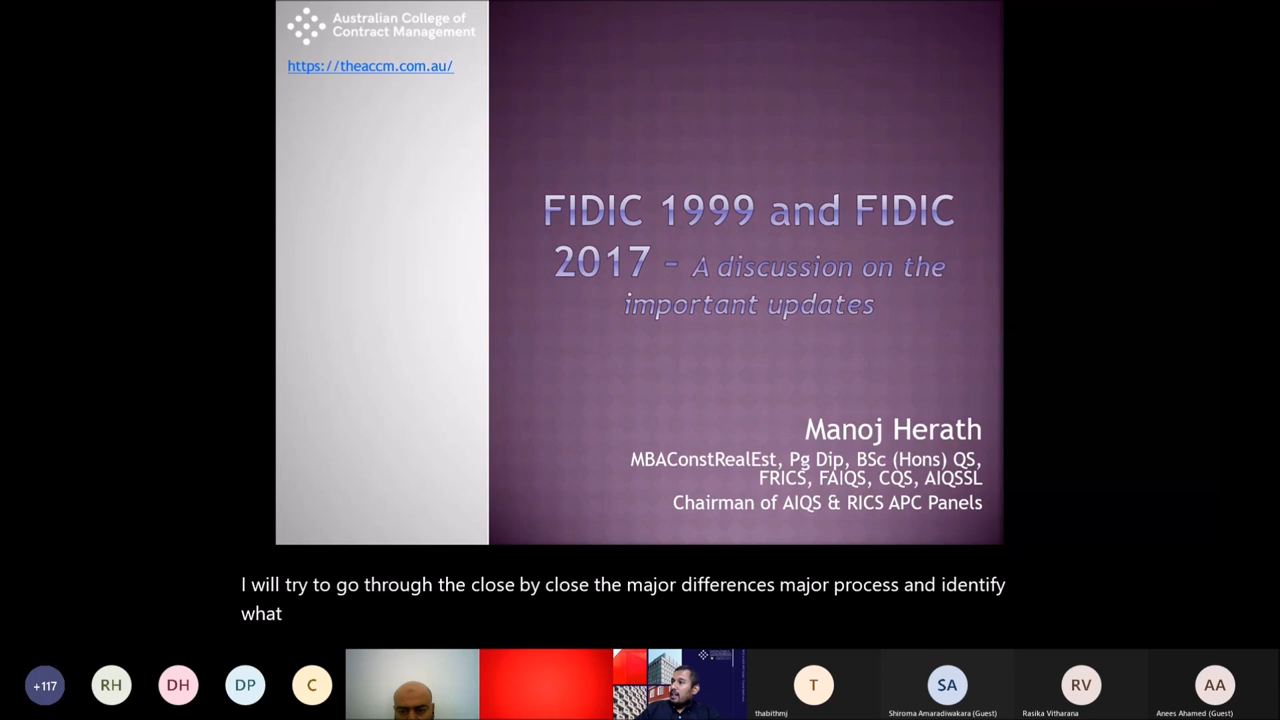 Australian College of
Contract Management
https://theaccm.com.au/
FIDIC 1999 and FIDIC
2017 – A discussion on the
important updates
Manoj Herath
MBAConstRealEst, Pg Dip, BSc (Hons) QS,
FRICS, FAIQS, CQS, AIQSSL
Chairman of AIQS & RICS APC Panels
I will try to go through the close by close the major differences major process and identify
what
+117
RH
DH
DP
C
T
SA
RV
AA
thabithmj
Shiroma Amaradiwakara (Guest)
Rasika Vitharana
Anees Ahamed (Guest)